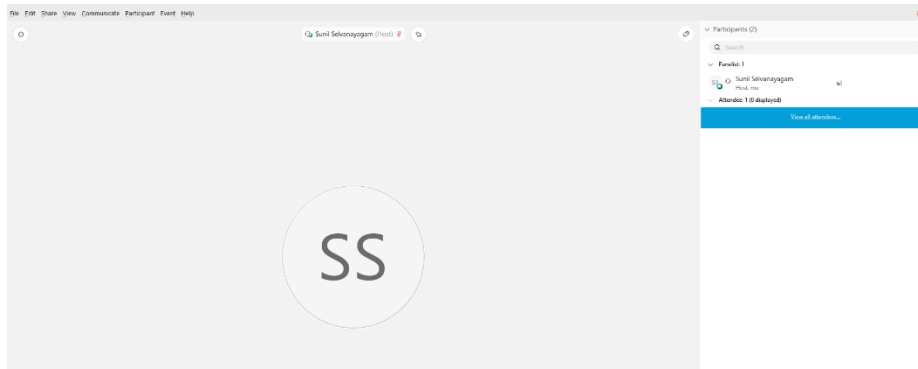 File Edit Share View Communicate Participant Event Help
Sunil Selvanayagam (Host)
Participants (2)
Search
Panelist: 1
SS Sunil Selvanayagam
Host, me
Attendee: 1 (0 displayed)
View all attendees...
SS